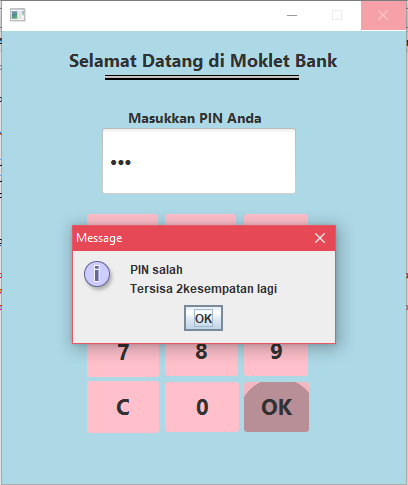 Selamat Datang di Moklet Bank
Masukkan PIN Anda
•••
Message
PIN salah
Tersisa 2kesempatan lagi
OK
7 8 9
C 0 OK